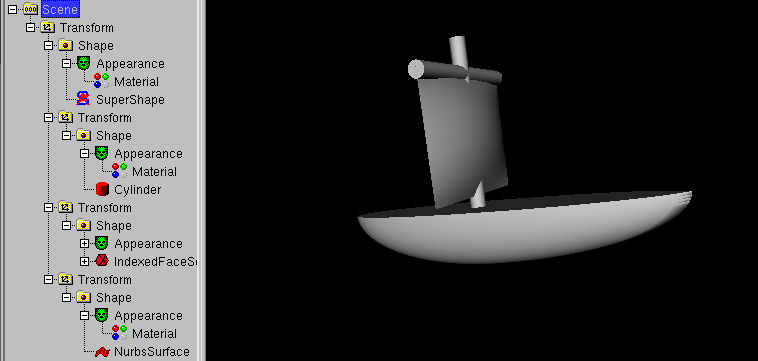 Scene
Transform
Shape
Appearance
Material
SuperShape
Transform
Shape
Appearance
Material
Cylinder
Transform
Shape
Appearance
IndexedFaceS
Transform
Shape
Appearance
Material
NurbsSurface